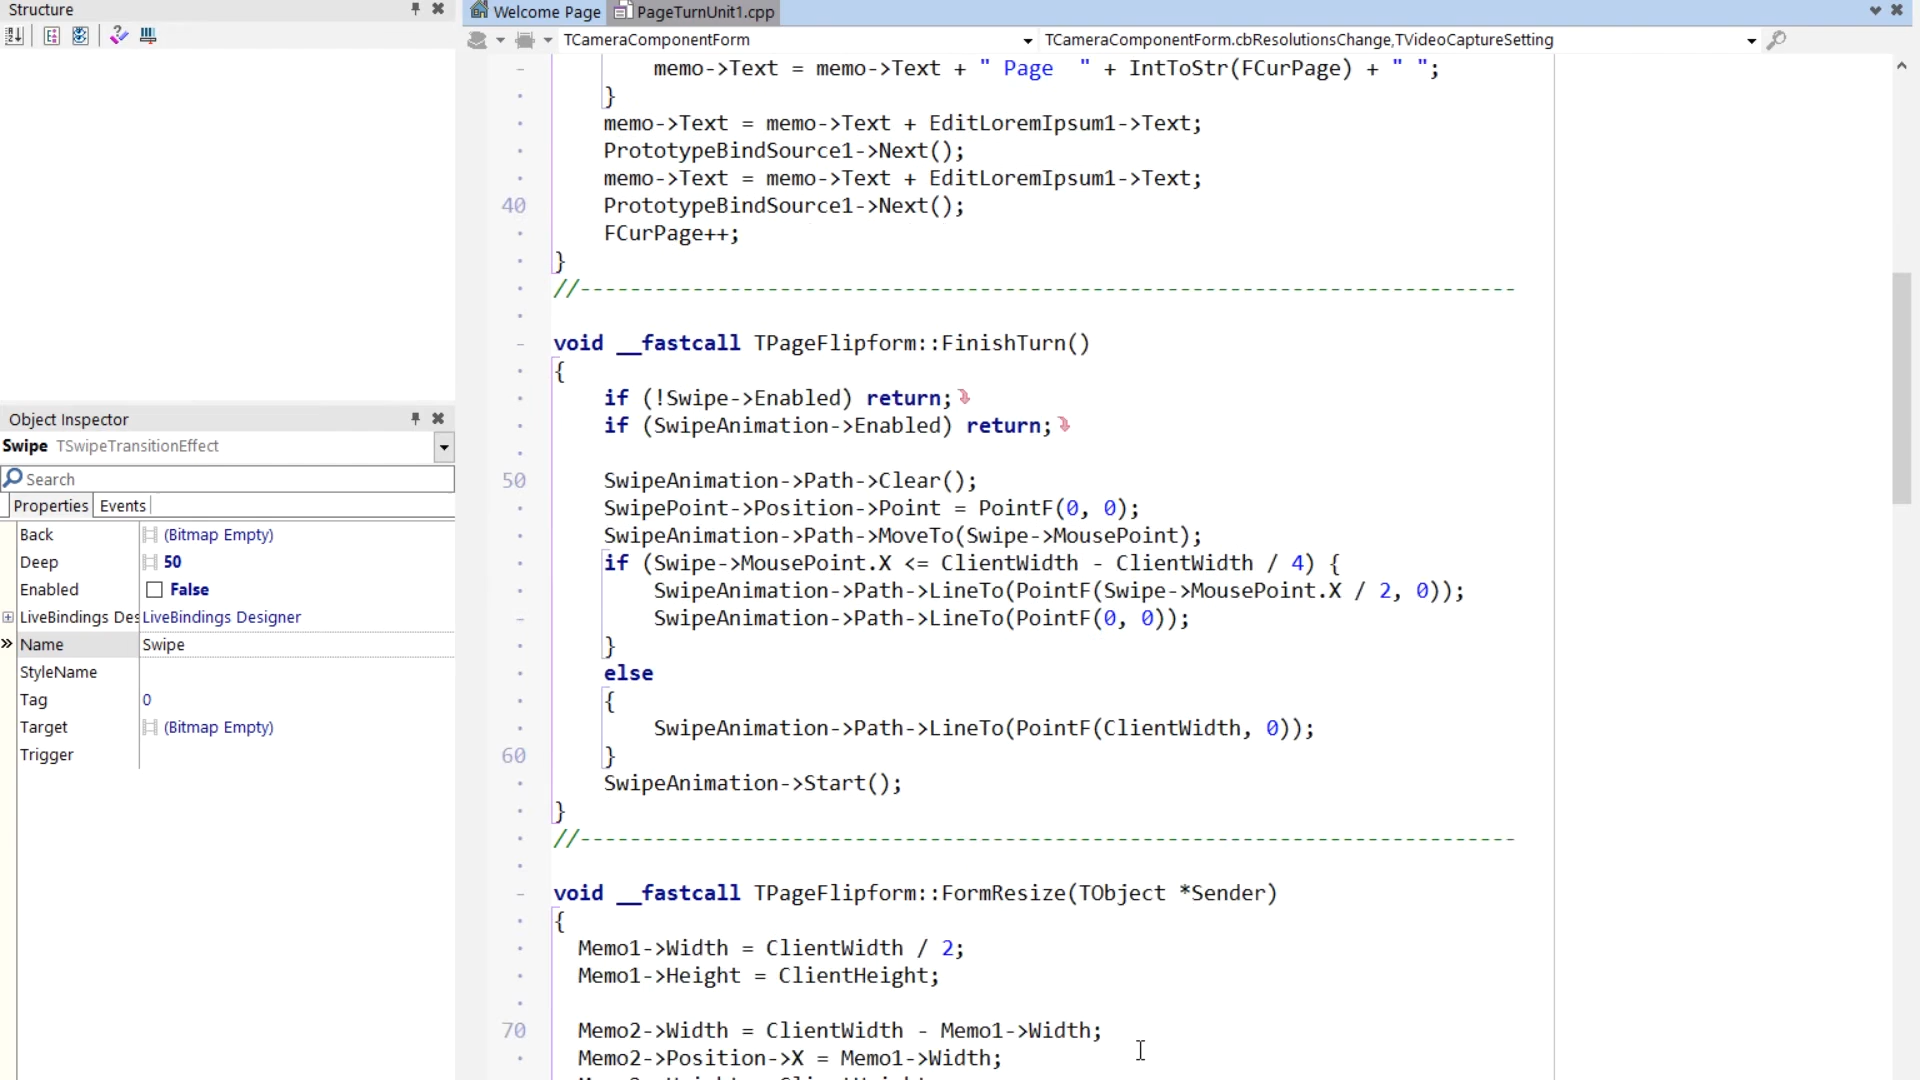 Structure
Object Inspector
Swipe TSwipeTransitionEffect
Search
Properties Events
Back (Bitmap Empty)
Deep 50
Enabled False
LiveBindings Des LiveBindings Designer
Name Swipe
StyleName
Tag 0
Target (Bitmap Empty)
Trigger
Welcome Page PageTurnUnit1.cpp
TCameraComponentForm TCameraComponentForm.cbResolutionsChange,TVideoCaptureSetting
memo->Text = memo->Text + " Page  " + IntToStr(FCurPage) + " ";
}
memo->Text = memo->Text + EditLoremIpsum1->Text;
PrototypeBindSource1->Next();
memo->Text = memo->Text + EditLoremIpsum1->Text;
40 PrototypeBindSource1->Next();
FCurPage++;
}
//---------------------------------------------------------------------------
void __fastcall TPageFlipform::FinishTurn()
{
if (!Swipe->Enabled) return;
if (SwipeAnimation->Enabled) return;
50 SwipeAnimation->Path->Clear();
SwipePoint->Position->Point = PointF(0, 0);
SwipeAnimation->Path->MoveTo(Swipe->MousePoint);
if (Swipe->MousePoint.X <= ClientWidth - ClientWidth / 4) {
SwipeAnimation->Path->LineTo(PointF(Swipe->MousePoint.X / 2, 0));
SwipeAnimation->Path->LineTo(PointF(0, 0));
}
else
{
SwipeAnimation->Path->LineTo(PointF(ClientWidth, 0));
60 }
SwipeAnimation->Start();
}
//---------------------------------------------------------------------------
void __fastcall TPageFlipform::FormResize(TObject *Sender)
{
Memo1->Width = ClientWidth / 2;
Memo1->Height = ClientHeight;
70 Memo2->Width = ClientWidth - Memo1->Width;
Memo2->Position->X = Memo1->Width;